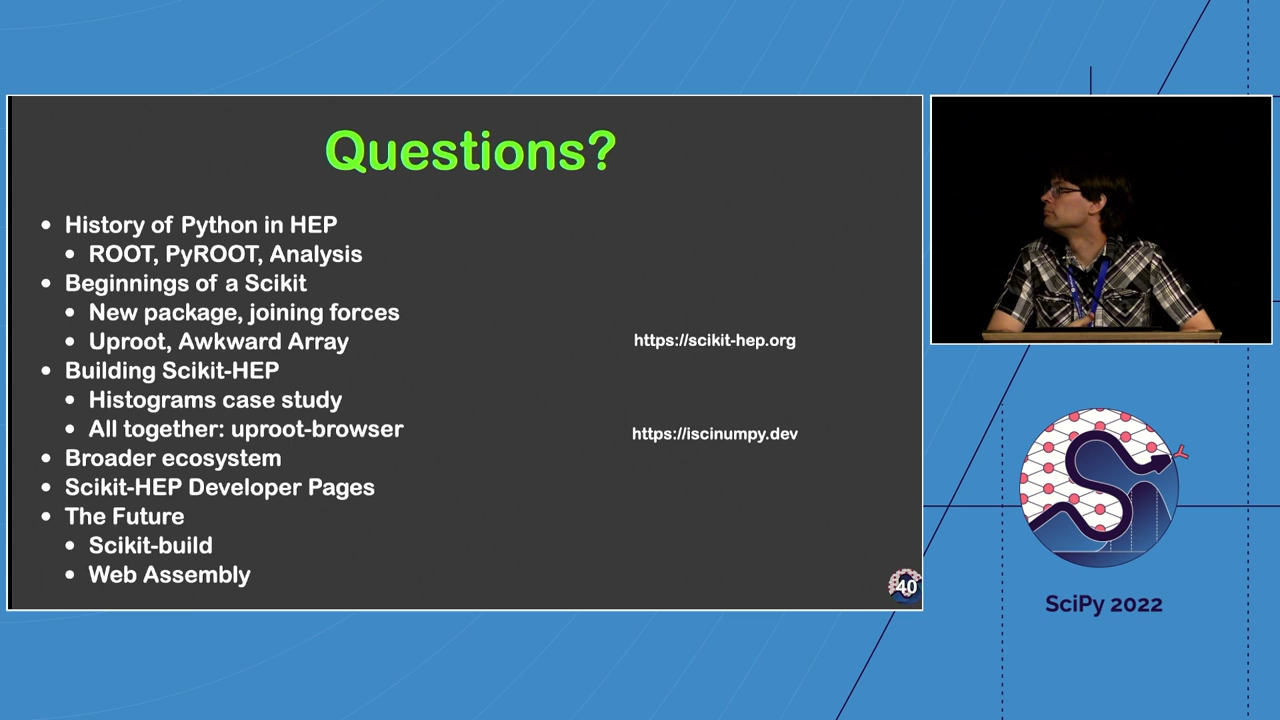 Questions?
History of Python in HEP
ROOT, PyROOT, Analysis
Beginnings of a Scikit
New package, joining forces
Uproot, Awkward Array
Building Scikit-HEP
Histograms case study
All together: uproot-browser
Broader ecosystem
Scikit-HEP Developer Pages
The Future
Scikit-build
Web Assembly
https://scikit-hep.org
https://iscinumpy.dev
40
SciPy 2022